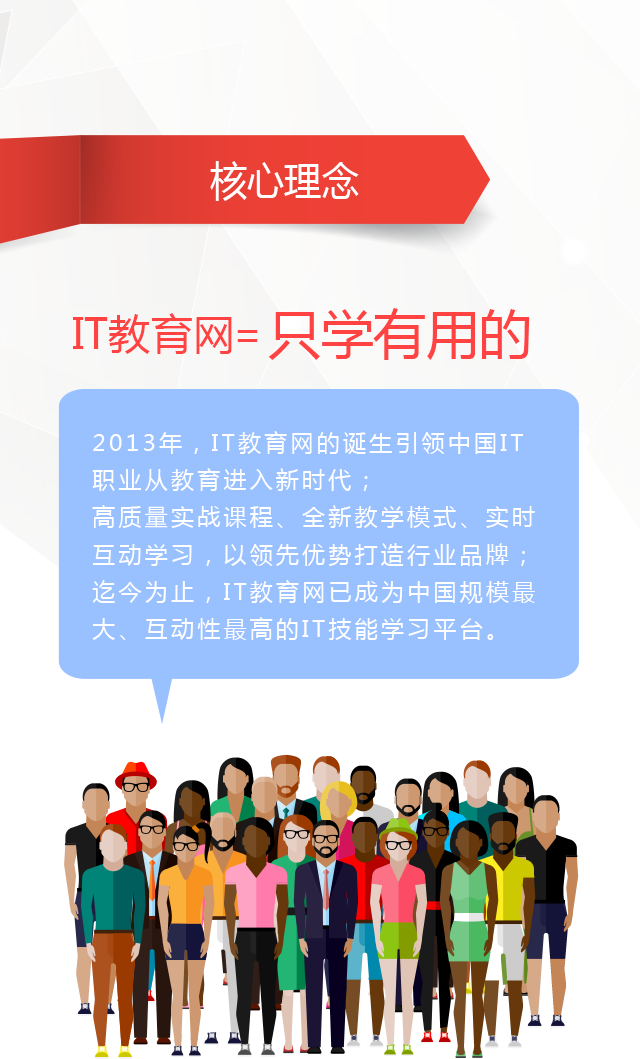 核心理念
IT教育网=只学有用的
2013年，IT教育网的诞生引领中国IT
职业从教育进入新时代；
高质量实战课程、全新教学模式、实时
互动学习，以领先优势打造行业品牌；
迄今为止，IT教育网已成为中国规模最
大、互动性最高的IT技能学习平台。